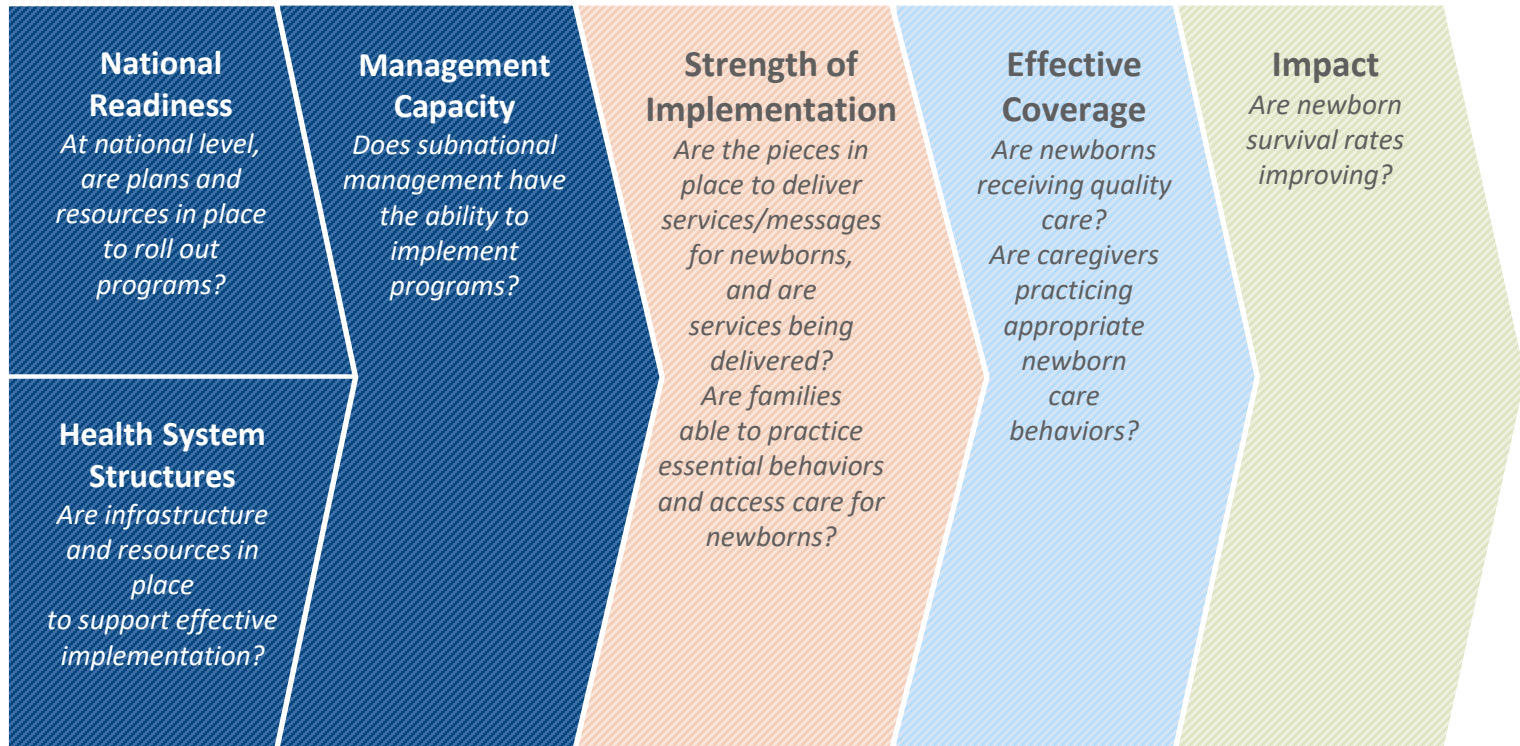 National
Readiness
At national level,
are plans and
resources in place
to roll out
programs?
Health System
Structures
Are infrastructure
and resources in
place
to support effective
implementation?
Management
Capacity
Does subnational
management have
the ability to
implement
programs?
Strength of
Implementation
Are the pieces in
place to deliver
services/messages
for newborns,
and are
services being
delivered?
Are families
able to practice
essential behaviors
and access care for
newborns?
Effective
Coverage
Are newborns
receiving quality
care?
Are caregivers
practicing
appropriate
newborn
care
behaviors?
Impact
Are newborn
survival rates
improving?